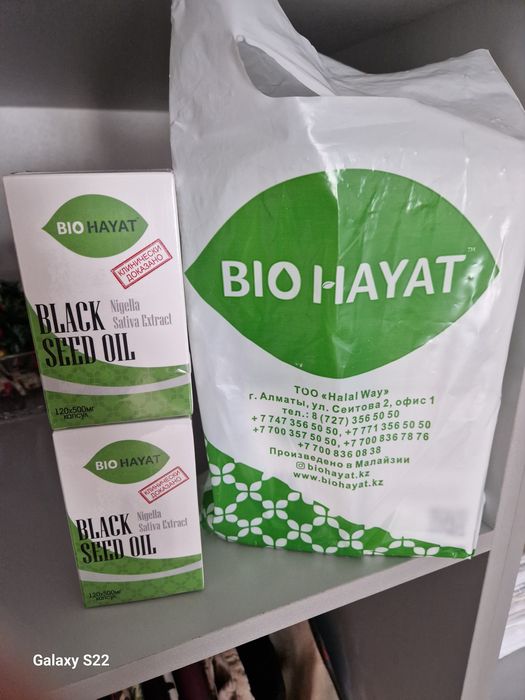 BIO HAYAT
КЛИНИЧЕСКИ
ДОКАЗАНО
BLACK
SEED OIL
Nigella
Sativa Extract
120x500мг
капсул
BIO HAYAT
КЛИНИЧЕСКИ
ДОКАЗАНО
BLACK
SEED OIL
Nigella
Sativa Extract
120x500мг
капсул
BIO HAYAT™
ТОО «Halal Way»
г. Алматы, ул. Сеитова 2, офис 1
тел.: 8 (727) 356 50 50
+7 747 356 50 50, +7 771 356 50 50
+7 700 357 50 50, +7 700 836 78 76
+7 700 836 08 38
Произведено в Малайзии
biohayat.kz
www.biohayat.kz
Galaxy S22